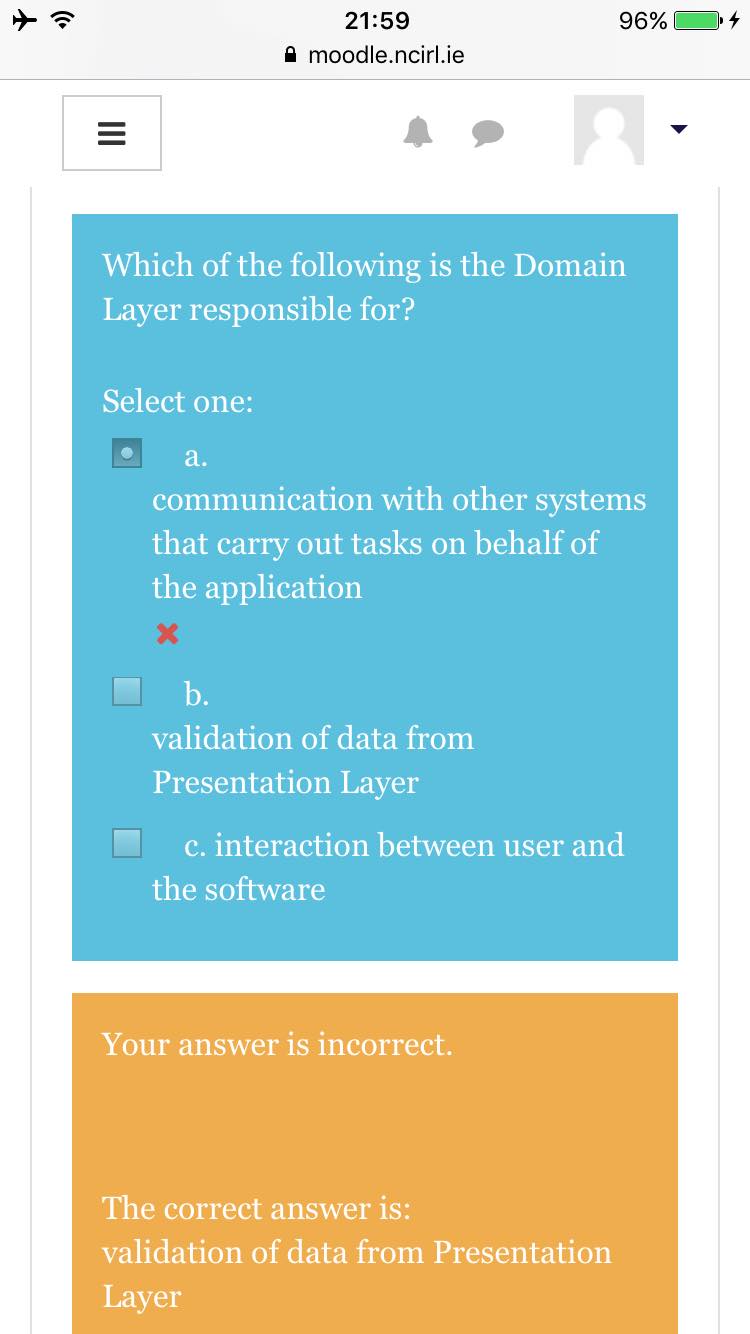 21:59
96%
moodle.ncirl.ie
Which of the following is the Domain
Layer responsible for?
Select one:
a.
communication with other systems
that carry out tasks on behalf of
the application
b.
validation of data from
Presentation Layer
c. interaction between user and
the software
Your answer is incorrect.
The correct answer is:
validation of data from Presentation
Layer